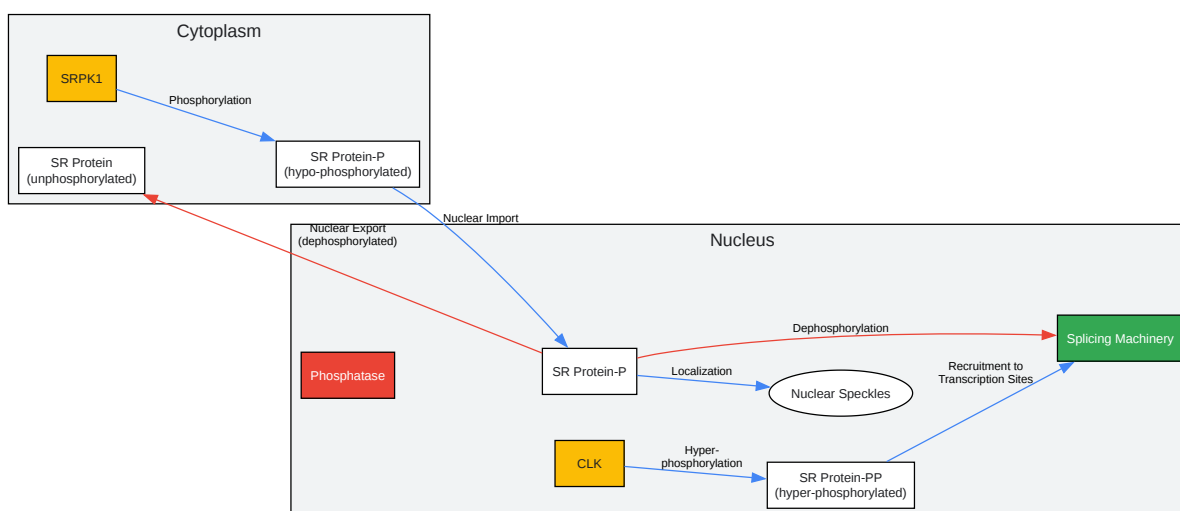 Cytoplasm
SRPK1
Phosphorylation
SR Protein
(unphosphorylated)
SR Protein-P
(hypo-phosphorylated)
Nuclear Import
Nuclear Export
(dephosphorylated)
Nucleus
Phosphatase
SR Protein-P
Dephosphorylation
Splicing Machinery
Localization
Nuclear Speckles
Recruitment to
Transcription Sites
CLK
Hyper-
phosphorylation
SR Protein-PP
(hyper-phosphorylated)